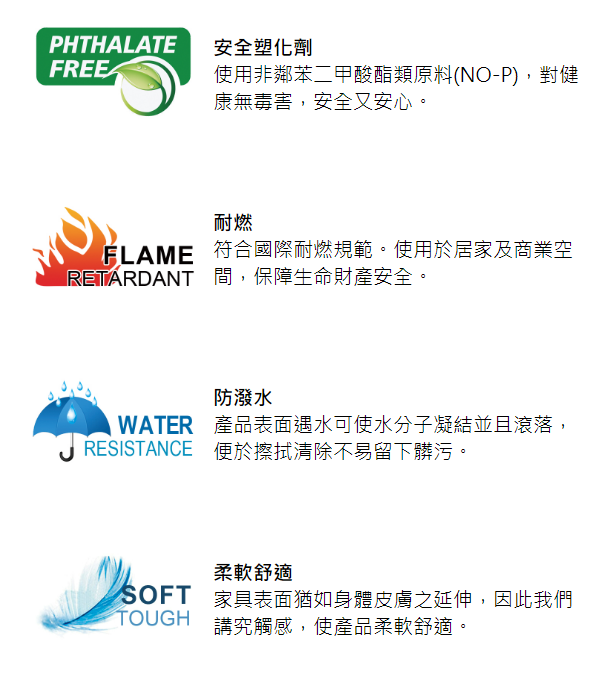 PHTHALATE
FREE
安全塑化劑
使用非鄰苯二甲酸酯類原料(NO-P)，對健
康無毒害，安全又安心。
FLAME
RETARDANT
耐燃
符合國際耐燃規範。使用於居家及商業空
間，保障生命財產安全。
WATER
RESISTANCE
防潑水
產品表面遇水可使水分子凝結並且滾落，
便於擦拭清除不易留下髒污。
SOFT
TOUGH
柔軟舒適
家具表面猶如身體皮膚之延伸，因此我們
講究觸感，使產品柔軟舒適。